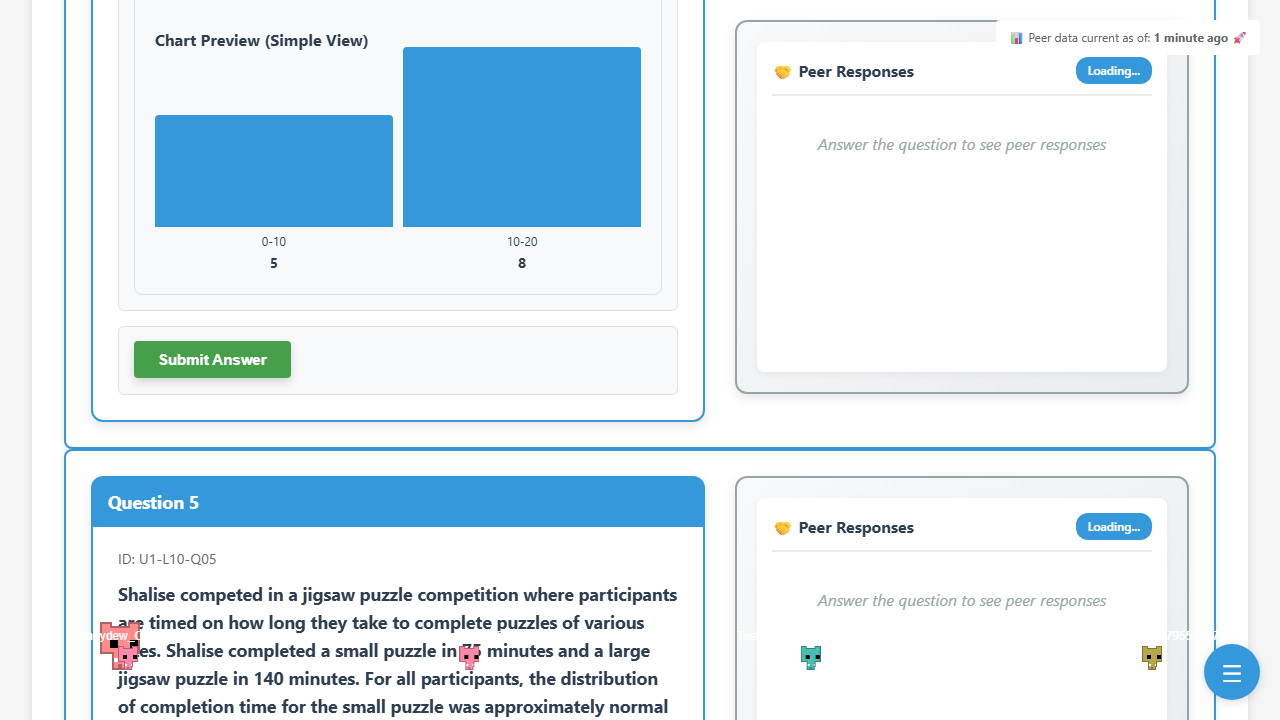 Chart Preview (Simple View)
0-10
5
10-20
8
Submit Answer
📊 Peer data current as of: 1 minute ago 🚀
🤝 Peer Responses
Loading...
Answer the question to see peer responses
Question 5
ID: U1-L10-Q05
Shalise competed in a jigsaw puzzle competition where participants
are timed on how long they take to complete puzzles of various
Shalise completed a small puzzle in minutes and a large
jigsaw puzzle in 140 minutes. For all participants, the distribution
of completion time for the small puzzle was approximately normal
🤝 Peer Responses
Loading...
Answer the question to see peer responses